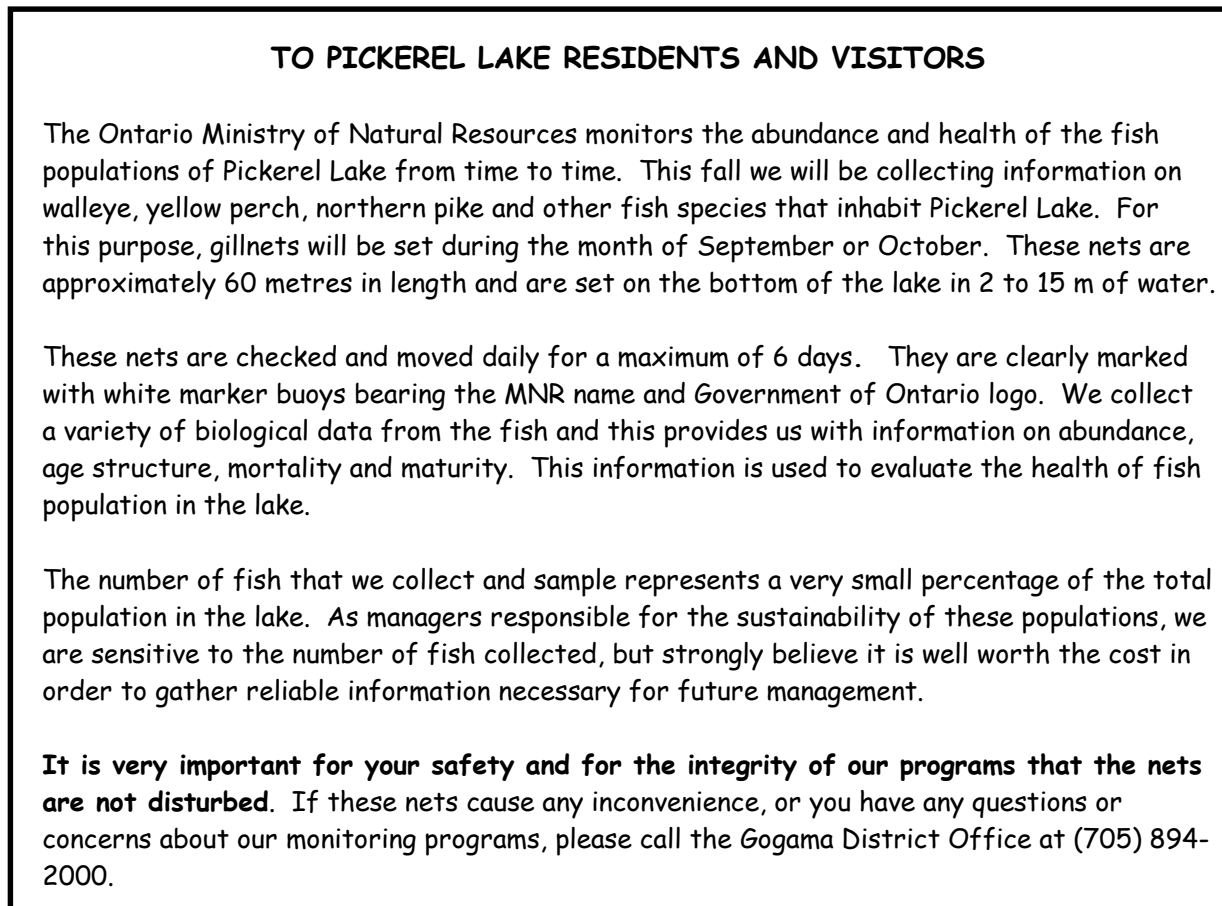 TO PICKEREL LAKE RESIDENTS AND VISITORS
The Ontario Ministry of Natural Resources monitors the abundance and health of the fish
populations of Pickerel Lake from time to time.  This fall we will be collecting information on
walleye, yellow perch, northern pike and other fish species that inhabit Pickerel Lake.  For
this purpose, gillnets will be set during the month of September or October.  These nets are
approximately 60 metres in length and are set on the bottom of the lake in 2 to 15 m of water.
These nets are checked and moved daily for a maximum of 6 days.  They are clearly marked
with white marker buoys bearing the MNR name and Government of Ontario logo.  We collect
a variety of biological data from the fish and this provides us with information on abundance,
age structure, mortality and maturity.  This information is used to evaluate the health of fish
population in the lake.
The number of fish that we collect and sample represents a very small percentage of the total
population in the lake.  As managers responsible for the sustainability of these populations, we
are sensitive to the number of fish collected, but strongly believe it is well worth the cost in
order to gather reliable information necessary for future management.
It is very important for your safety and for the integrity of our programs that the nets
are not disturbed.  If these nets cause any inconvenience, or you have any questions or
concerns about our monitoring programs, please call the Gogama District Office at (705) 894-
2000.